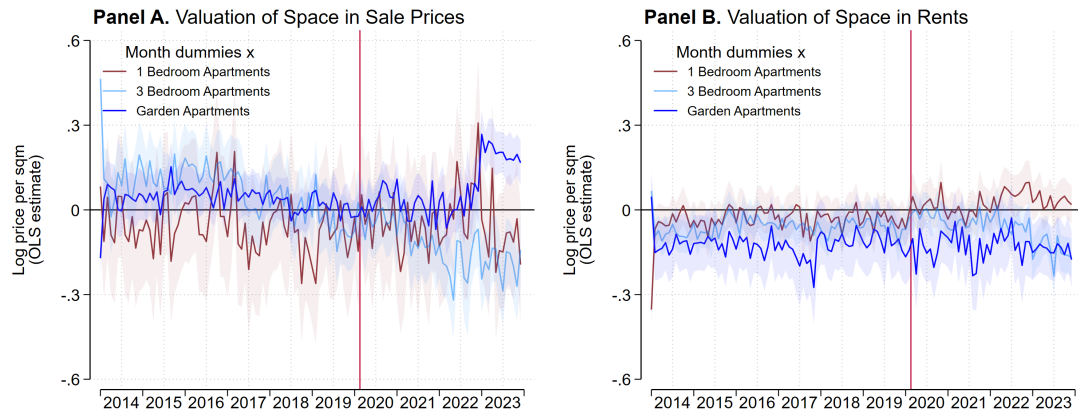 Panel A. Valuation of Space in Sale Prices
.6
.3
0
-.3
-.6
Log price per sqm
(OLS estimate)
Month dummies x
1 Bedroom Apartments
3 Bedroom Apartments
Garden Apartments
2014 2015 2016 2017 2018 2019 2020 2021 2022 2023
Panel B. Valuation of Space in Rents
.6
.3
0
-.3
-.6
Log price per sqm
(OLS estimate)
Month dummies x
1 Bedroom Apartments
3 Bedroom Apartments
Garden Apartments
2014 2015 2016 2017 2018 2019 2020 2021 2022 2023